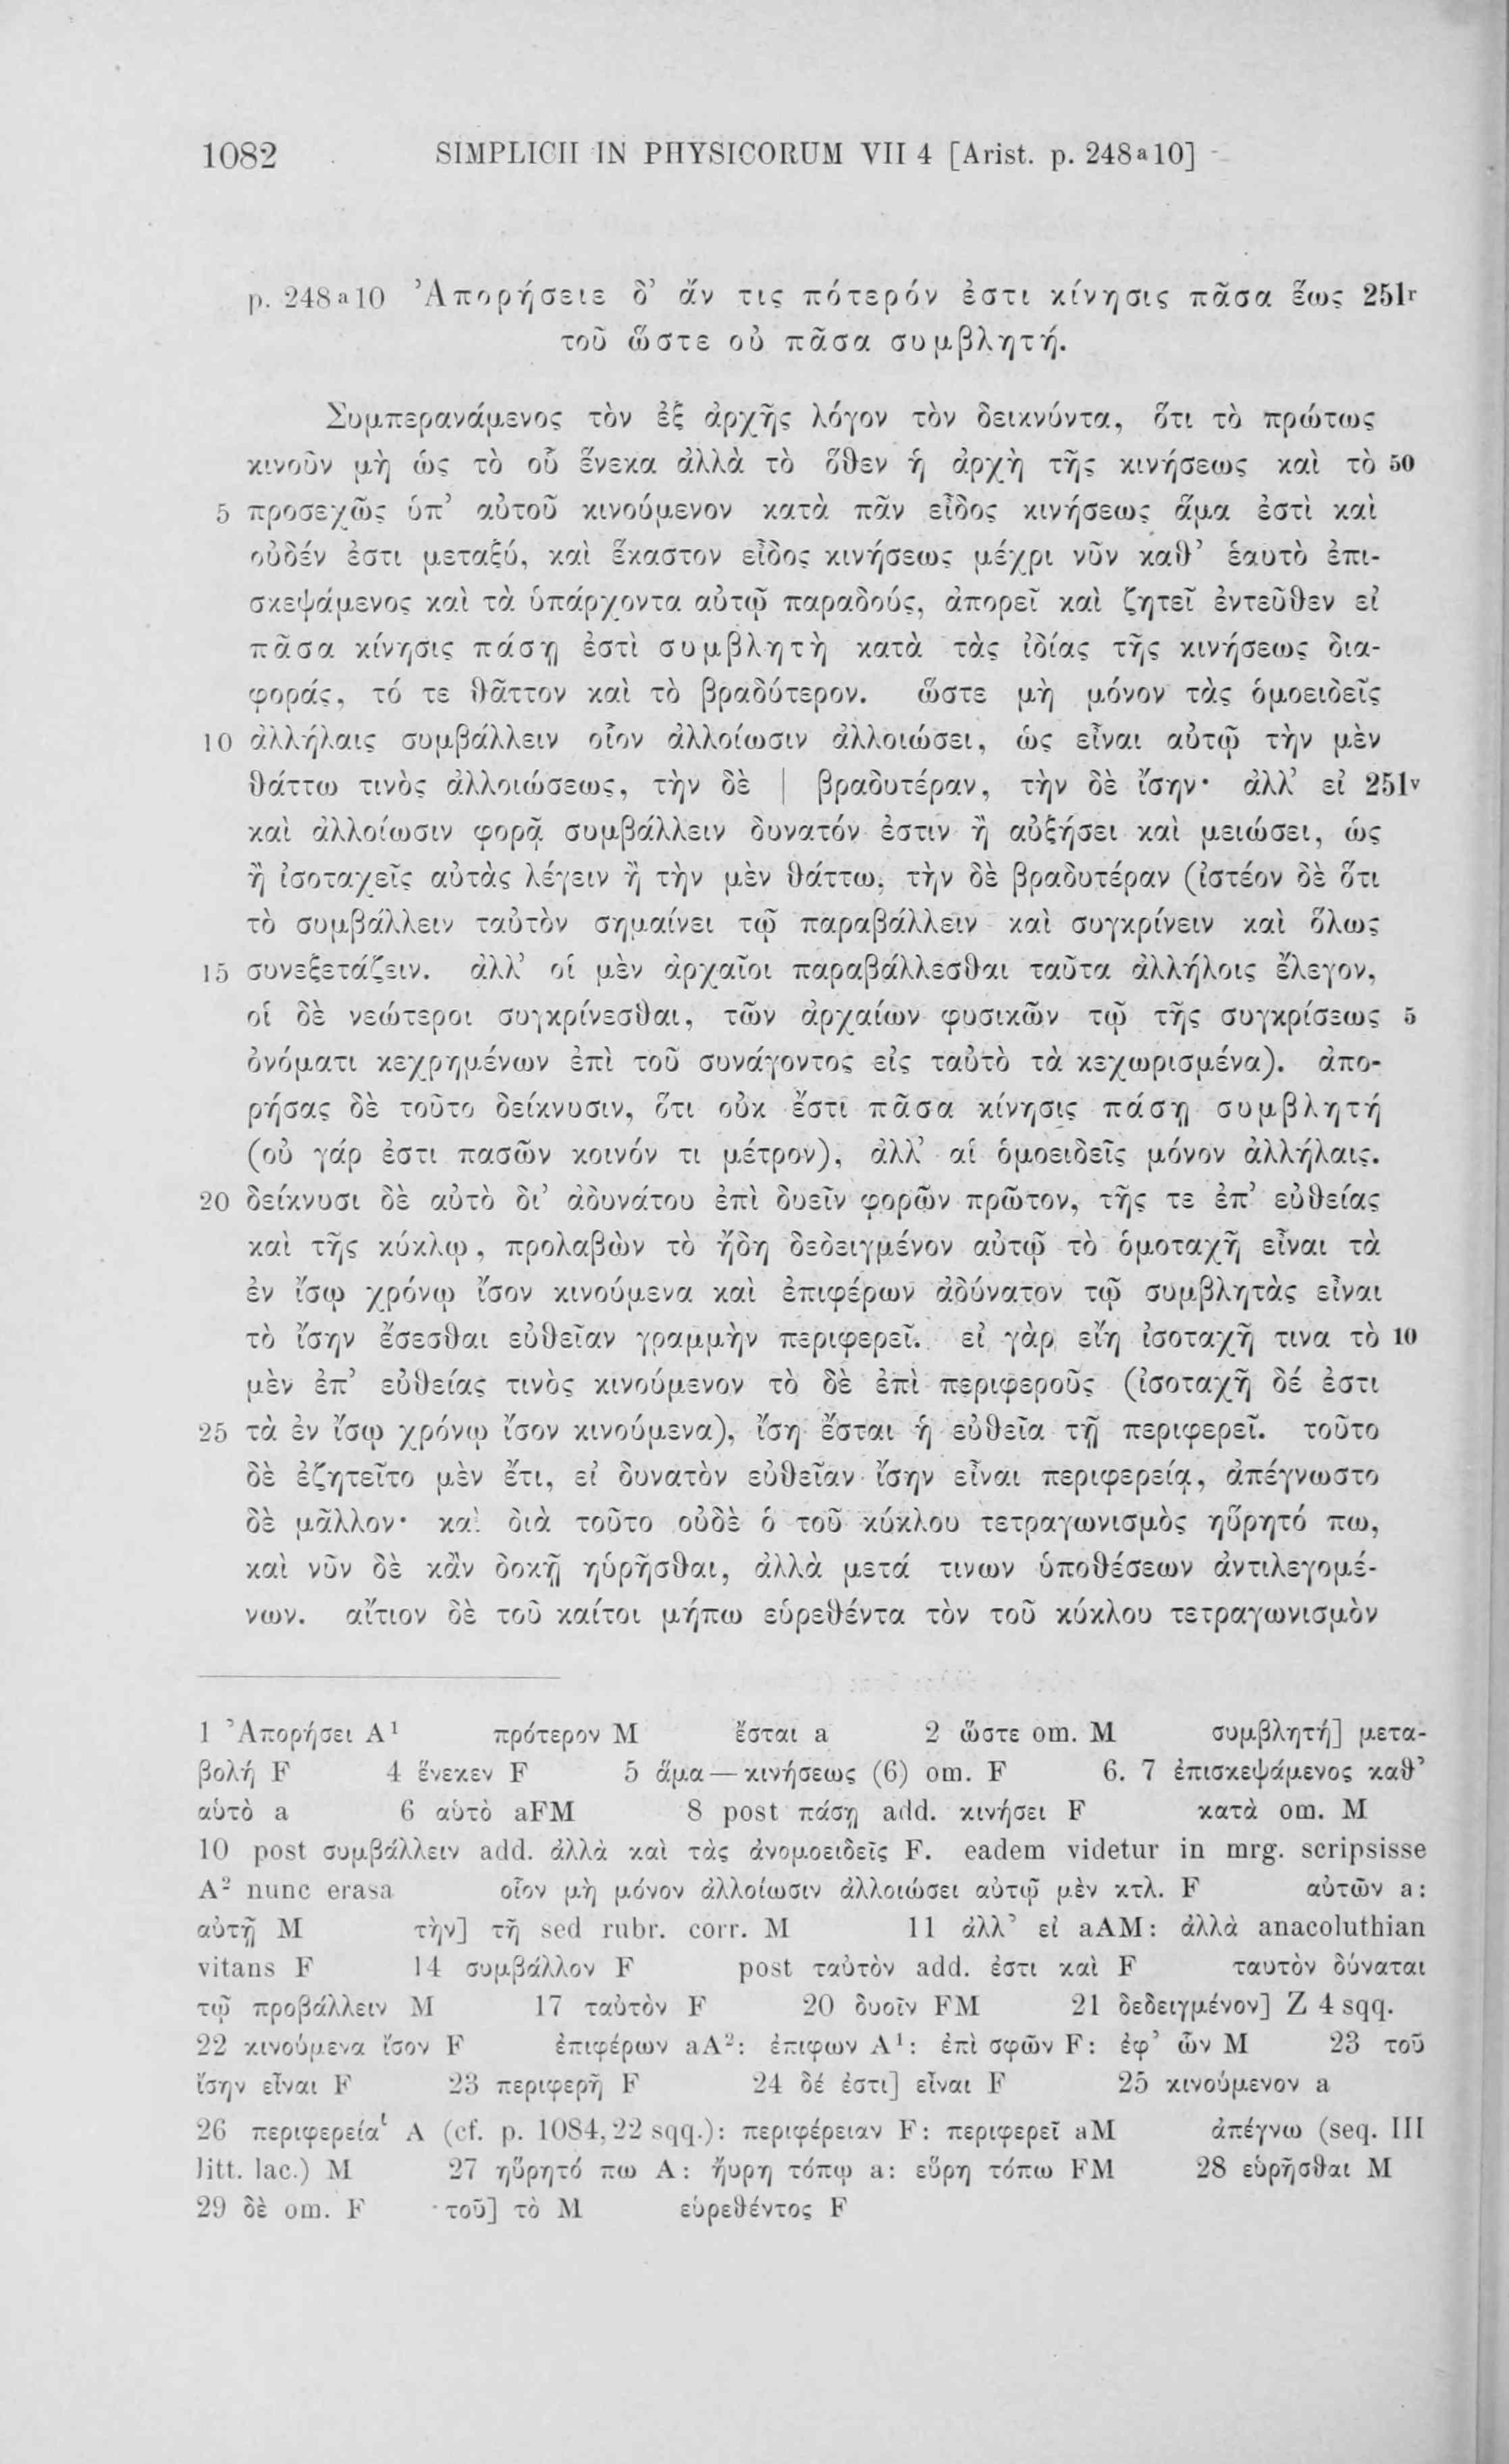 1082 SIMPLICII IN PHYSICORUM VII 4 [Arist. p. 248a10]
p. 248a10 Ἀπορήσειε δ’ ἄν τις πότερόν ἐστι κίνησις πᾶσα ἕως 251r
τοῦ ὥστε οὐ πᾶσα συμβλητή.
Συμπερανάμενος τὸν ἐξ ἀρχῆς λόγον τὸν δεικνύντα, ὅτι τὸ πρώτως
κινοῦν μὴ ὡς τὸ οὗ ἕνεκα ἀλλὰ τὸ ὅθεν ἡ ἀρχὴ τῆς κινήσεως καὶ τὸ 50
5 προσεχῶς ὑπ’ αὐτοῦ κινούμενον κατὰ πᾶν εἶδος κινήσεως ἅμα ἐστὶ καὶ
οὐδέν ἐστι μεταξύ, καὶ ἕκαστον εἶδος κινήσεως μέχρι νῦν καθ’ ἑαυτὸ ἐπι-
σκεψάμενος καὶ τὰ ὑπάρχοντα αὐτῷ παραδούς, ἀπορεῖ καὶ ζητεῖ ἐντεῦθεν εἰ
πᾶσα κίνησις πάσῃ ἐστὶ συμβλητὴ κατὰ τὰς ἰδίας τῆς κινήσεως δια-
φοράς, τό τε θᾶττον καὶ τὸ βραδύτερον. ὥστε μὴ μόνον τὰς ὁμοειδεῖς
10 ἀλλήλαις συμβάλλειν οἷον ἀλλοίωσιν ἀλλοιώσει, ὡς εἶναι αὐτῷ τὴν μὲν
θάττω τινὸς ἀλλοιώσεως, τὴν δὲ | βραδυτέραν, τὴν δὲ ἴσην· ἀλλ’ εἰ 251v
καὶ ἀλλοίωσιν φορᾷ συμβάλλειν δυνατόν ἐστιν ἢ αὐξήσει καὶ μειώσει, ὡς
ἢ ἰσοταχεῖς αὐτὰς λέγειν ἢ τὴν μὲν θάττω, τὴν δὲ βραδυτέραν (ἰστέον δὲ ὅτι
τὸ συμβάλλειν ταὐτὸν σημαίνει τῷ παραβάλλειν καὶ συγκρίνειν καὶ ὅλως
15 συνεξετάζειν. ἀλλ’ οἱ μὲν ἀρχαῖοι παραβάλλεσθαι ταῦτα ἀλλήλοις ἔλεγον,
οἱ δὲ νεώτεροι συγκρίνεσθαι, τῶν ἀρχαίων φυσικῶν τῷ τῆς συγκρίσεως 5
ὀνόματι κεχρημένων ἐπὶ τοῦ συνάγοντος εἰς ταὐτὸ τὰ κεχωρισμένα). ἀπο-
ρήσας δὲ τοῦτο δείκνυσιν, ὅτι οὐκ ἔστι πᾶσα κίνησις πάσῃ συμβλητή
(οὐ γάρ ἐστι πασῶν κοινόν τι μέτρον), ἀλλ’ αἱ ὁμοειδεῖς μόνον ἀλλήλαις.
20 δείκνυσι δὲ αὐτὸ δι’ ἀδυνάτου ἐπὶ δυεῖν φορῶν πρῶτον, τῆς τε ἐπ’ εὐθείας
καὶ τῆς κύκλῳ, προλαβὼν τὸ ἤδη δεδειγμένον αὐτῷ τὸ ὁμοταχῆ εἶναι τὰ
ἐν ἴσῳ χρόνῳ ἴσον κινούμενα καὶ ἐπιφέρων ἀδύνατον τῷ συμβλητὰς εἶναι
τὸ ἴσην ἔσεσθαι εὐθεῖαν γραμμὴν περιφερεῖ. εἰ γὰρ εἴη ἰσοταχῆ τινα τὸ 10
μὲν ἐπ’ εὐθείας τινὸς κινούμενον τὸ δὲ ἐπὶ περιφεροῦς (ἰσοταχῆ δέ ἐστι
25 τὰ ἐν ἴσῳ χρόνῳ ἴσον κινούμενα), ἴση ἔσται ἡ εὐθεῖα τῇ περιφερεῖ. τοῦτο
δὲ ἐζητεῖτο μὲν ἔτι, εἰ δυνατὸν εὐθεῖαν ἴσην εἶναι περιφερείᾳ, ἀπέγνωστο
δὲ μᾶλλον· καὶ διὰ τοῦτο οὐδὲ ὁ τοῦ κύκλου τετραγωνισμὸς ηὕρητό πω,
καὶ νῦν δὲ κἂν δοκῇ ηὑρῆσθαι, ἀλλὰ μετά τινων ὑποθέσεων ἀντιλεγομέ-
νων. αἴτιον δὲ τοῦ καίτοι μήπω εὑρεθέντα τὸν τοῦ κύκλου τετραγωνισμὸν
1 Ἀπορήσει A1 πρότερον M ἔσται a 2 ὥστε om. M συμβλητή] μετα-
βολή F 4 ἕνεκεν F 5 ἅμα—κινήσεως (6) om. F 6. 7 ἐπισκεψάμενος καθ’
αὑτὸ a 6 αὑτὸ aFM 8 post πάσῃ add. κινήσει F κατὰ om. M
10 post συμβάλλειν add. ἀλλὰ καὶ τὰς ἀνομοειδεῖς F. eadem videtur in mrg. scripsisse
A2 nunc erasa οἷον μὴ μόνον ἀλλοίωσιν ἀλλοιώσει αὐτῷ μὲν κτλ. F αὐτῶν a:
αὐτῇ M τὴν] τῇ sed rubr. corr. M 11 ἀλλ’ εἰ aAM: ἀλλὰ anacoluthian
vitans F 14 συμβάλλον F post ταὐτὸν add. ἐστι καὶ F ταυτὸν δύναται
τῷ προβάλλειν M 17 ταὐτὸν F 20 δυοῖν FM 21 δεδειγμένον] Z 4 sqq.
22 κινούμενα ἴσον F ἐπιφέρων aA2: ἐπιφων A1: ἐπὶ σφῶν F: ἐφ’ ὧν M 23 τοῦ
ἴσην εἶναι F 23 περιφερῆ F 24 δέ ἐστι] εἶναι F 25 κινούμενον a
26 περιφερείαι A (cf. p. 1084,22 sqq.): περιφέρειαν F: περιφερεῖ aM ἀπέγνω (seq. III
litt. lac.) M 27 ηὕρητό πω A: ἤυρη τόπῳ a: εὕρη τόπω FM 28 εὑρῆσθαι M
29 δὲ om. F τοῦ] τὸ M εὑρεθέντος F